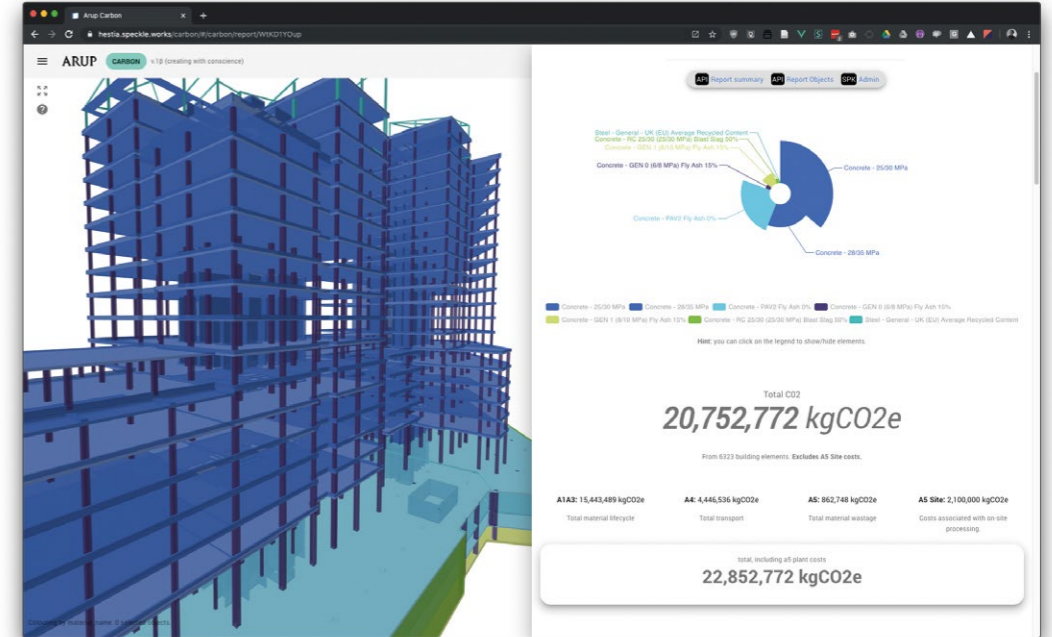 Arup Carbon
hestia.speckle.works/carbon/#/carbon/report/WtKD1YOup
ARUP CARBON v.1β (creating with conscience)
API Report summary API Report Objects SPK Admin
Steel - General - UK (EU) Average Recycled Content
Concrete - RC 25/30 (25/30 MPa) Blast Slag 30%
Concrete - GEN 1 (8/10 MPa) Fly Ash 15%
Concrete - GEN 0 (6/8 MPa) Fly Ash 15%
Concrete - 25/30 MPa
Concrete - PAV2 Fly Ash 0%
Concrete - 28/35 MPa
Concrete - 25/30 MPa Concrete - 28/35 MPa Concrete - PAV2 Fly Ash 0% Concrete - GEN 0 (6/8 MPa) Fly Ash 15%
Concrete - GEN 1 (8/10 MPa) Fly Ash 15% Concrete - RC 25/30 (25/30 MPa) Blast Slag 30% Steel - General - UK (EU) Average Recycled Content
Hint: you can click on the legend to show/hide elements.
Total CO2
20,752,772 kgCO2e
From 6323 building elements. Excludes A5 Site costs.
A1A3: 15,443,489 kgCO2e A4: 4,446,536 kgCO2e A5: 862,748 kgCO2e A5 Site: 2,100,000 kgCO2e
Total material lifecycle Total transport Total material wastage Costs associated with on-site
processing
total, including a5 plant costs
22,852,772 kgCO2e
Coloured by material name. 0 selected objects.